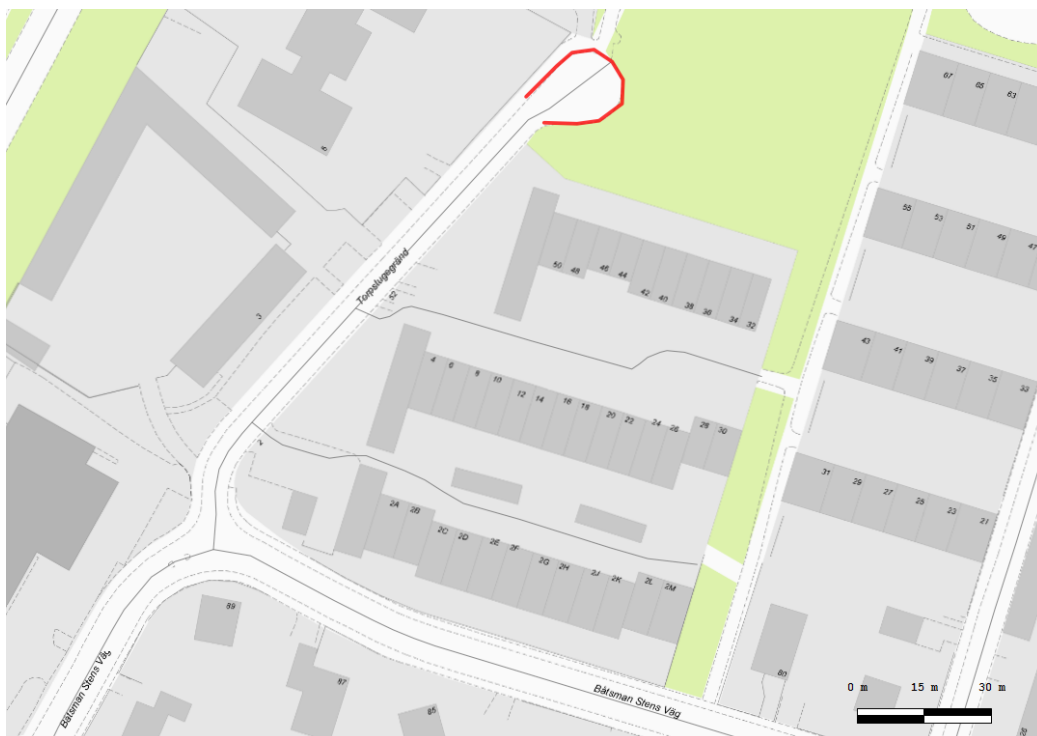 67 65 63
55 53 51 49 47
43 41 39 37 35 33
31 29 27 25 23 21
50 48 46 44 42 40 38 36 34 32
52
Torpslugegränd
3
4 6 8 10 12 14 16 18 20 22 24 26 28 30
2
2A 2B 2C 2D 2E 2F 2G 2H 2J 2K 2L 2M
89
87
85
80
Båtsman Stens Väg
Båtsman Stens Väg
0 m 15 m 30 m